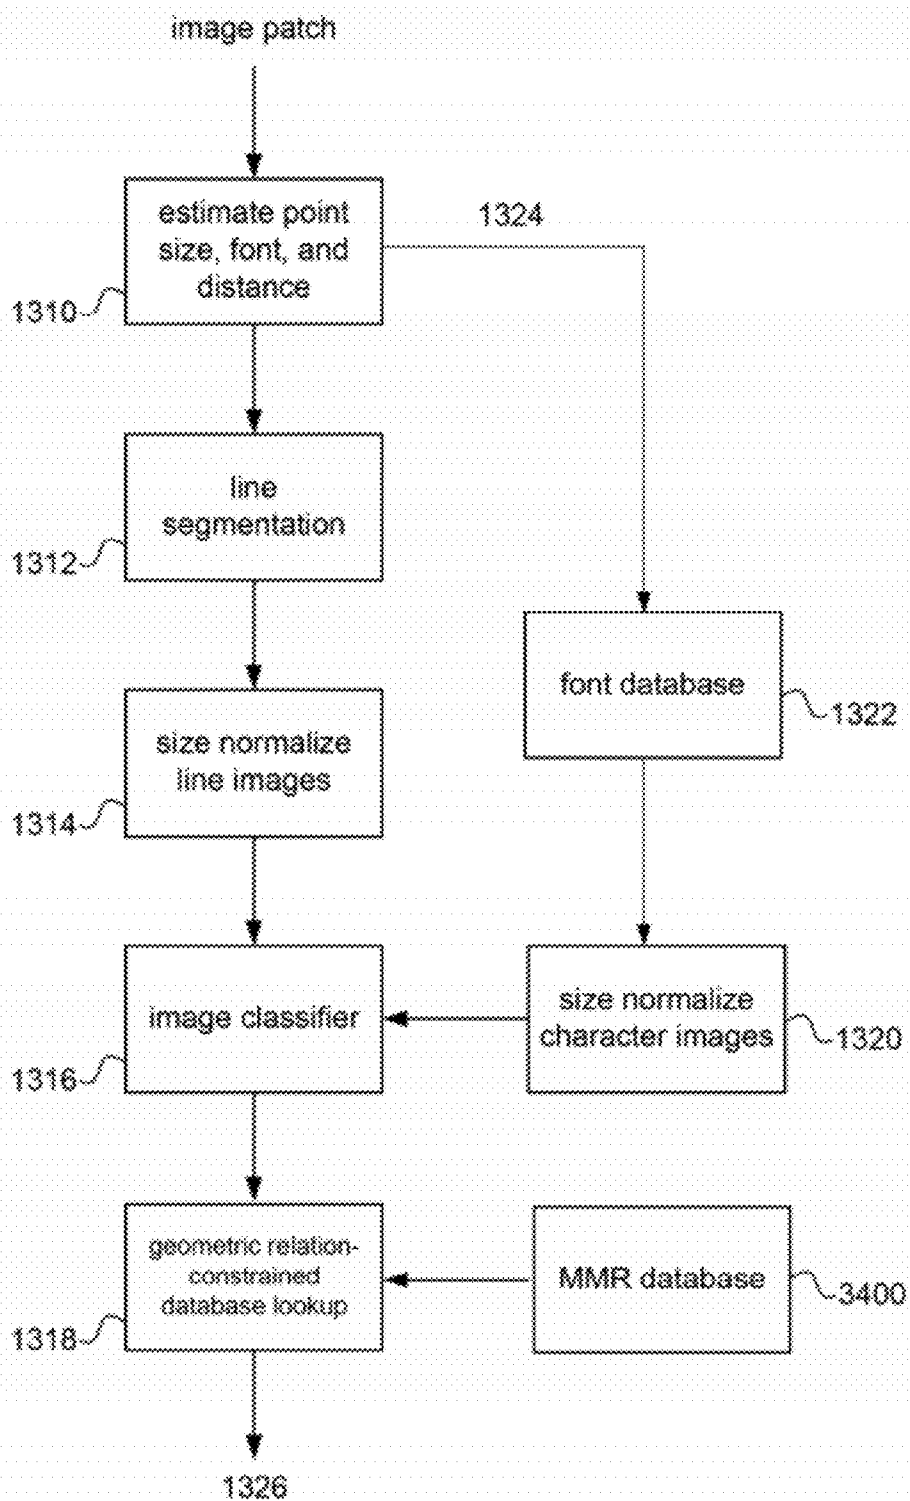 image patch
estimate point
size, font, and
distance
1324
1310
line
segmentation
1312
font database
1322
size normalize
line images
1314
image classifier
1316
size normalize
character images
1320
geometric relation-
constrained
database lookup
1318
MMR database
3400
1326